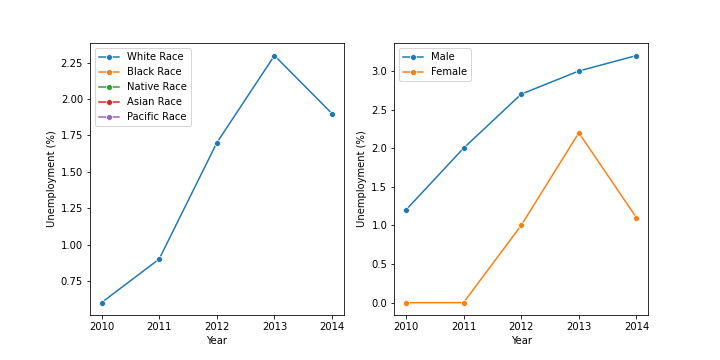 White Race
Black Race
Native Race
Asian Race
Pacific Race
2.25
2.00
1.75
1.50
1.25
1.00
0.75
Unemployment (%)
2010 2011 2012 2013 2014
Year
Male
Female
3.0
2.5
2.0
1.5
1.0
0.5
0.0
Unemployment (%)
2010 2011 2012 2013 2014
Year